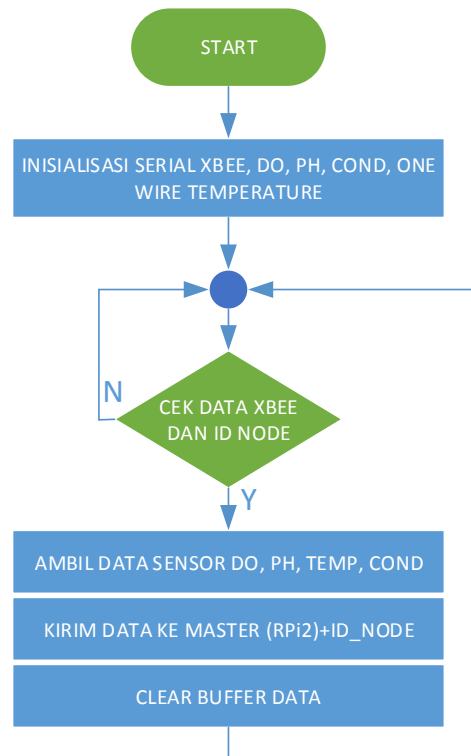 START
INISIALISASI SERIAL XBEE, DO, PH, COND, ONE
WIRE TEMPERATURE
CEK DATA XBEE
DAN ID NODE
N
Y
AMBIL DATA SENSOR DO, PH, TEMP, COND
KIRIM DATA KE MASTER (RPi2)+ID_NODE
CLEAR BUFFER DATA